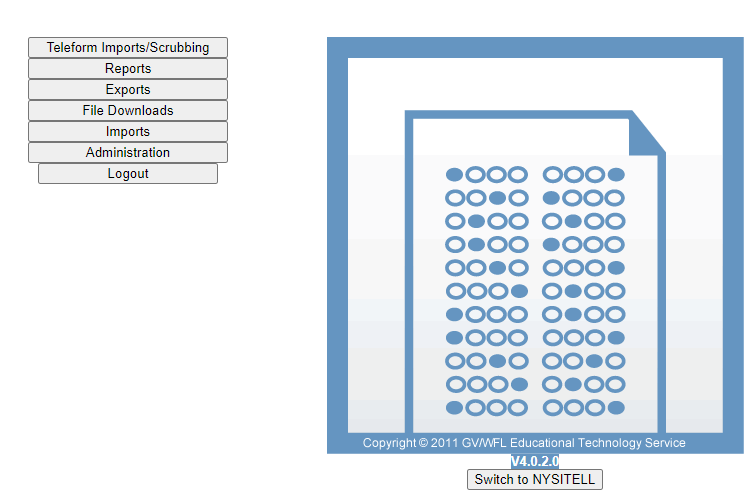 Teleform Imports/Scrubbing
Reports
Exports
File Downloads
Imports
Administration
Logout
Copyright © 2011 GV/WFL Educational Technology Service
V4.0.2.0
Switch to NYSITELL